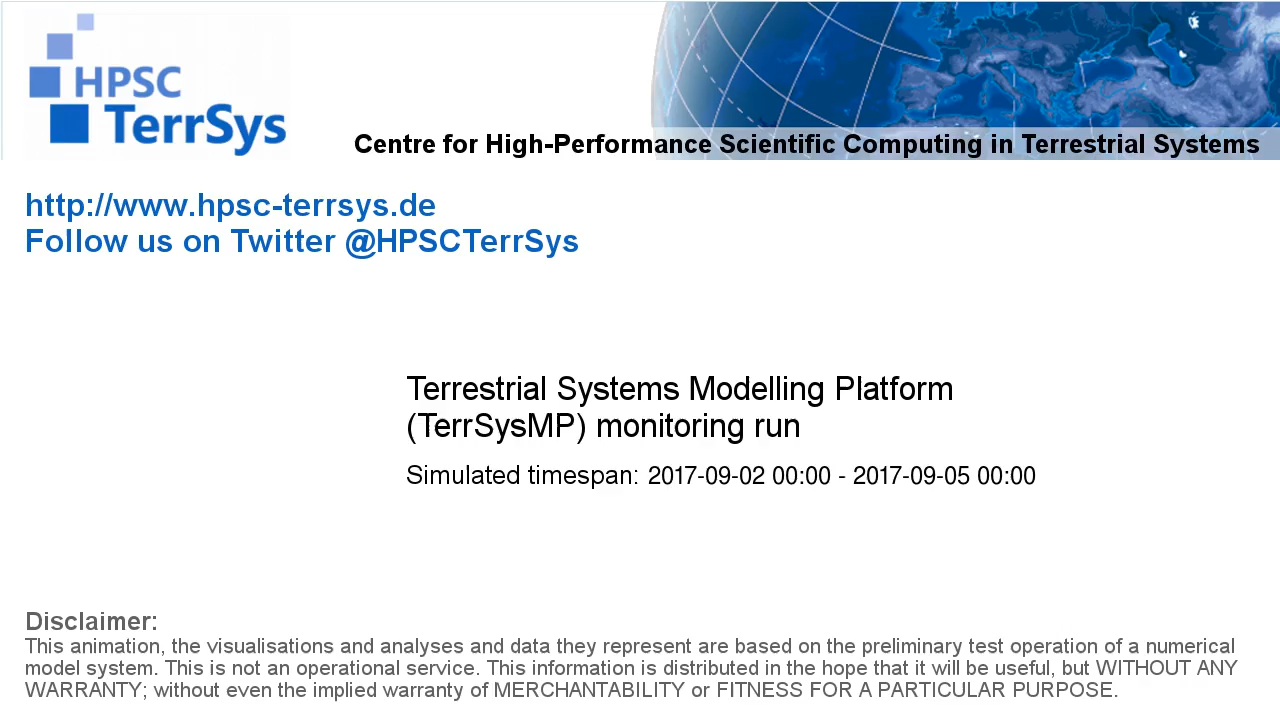 HPSC
TerrSys
Centre for High-Performance Scientific Computing in Terrestrial Systems
http://www.hpsc-terrsys.de
Follow us on Twitter @HPSCTerrSys
Terrestrial Systems Modelling Platform
(TerrSysMP) monitoring run
Simulated timespan: 2017-09-02 00:00 - 2017-09-05 00:00
Disclaimer:
This animation, the visualisations and analyses and data they represent are based on the preliminary test operation of a numerical
model system. This is not an operational service. This information is distributed in the hope that it will be useful, but WITHOUT ANY
WARRANTY; without even the implied warranty of MERCHANTABILITY or FITNESS FOR A PARTICULAR PURPOSE.